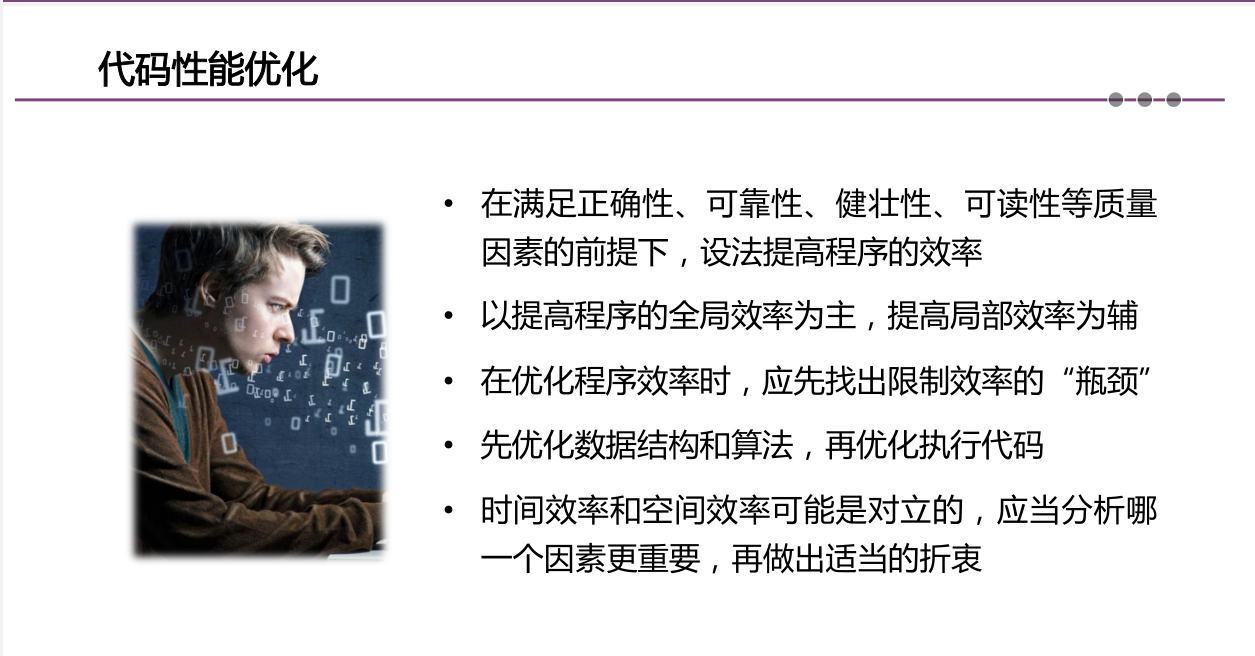 代码性能优化
• 在满足正确性、可靠性、健壮性、可读性等质量
因素的前提下，设法提高程序的效率
• 以提高程序的全局效率为主，提高局部效率为辅
• 在优化程序效率时，应先找出限制效率的“瓶颈”
• 先优化数据结构和算法，再优化执行代码
• 时间效率和空间效率可能是对立的，应当分析哪
一个因素更重要，再做出适当的折衷